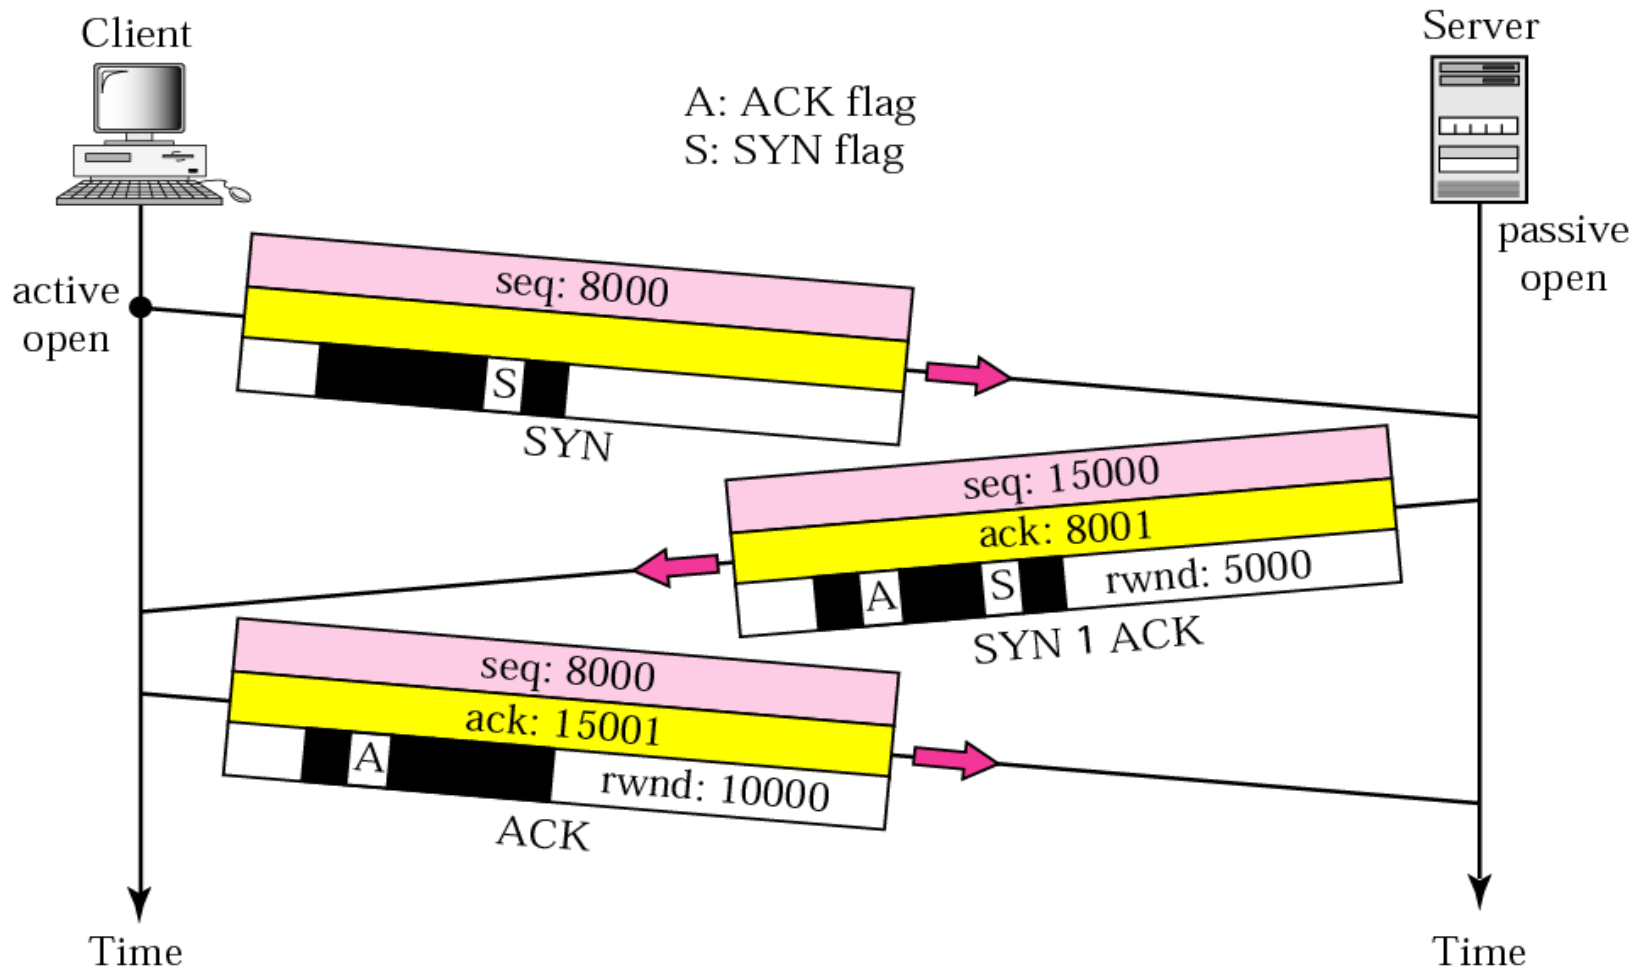 Client
Server
A: ACK flag
S: SYN flag
passive
open
active
open
seq: 8000
S
SYN
seq: 15000
ack: 8001
A
S
rwnd: 5000
SYN 1 ACK
seq: 8000
ack: 15001
A
rwnd: 10000
ACK
Time
Time